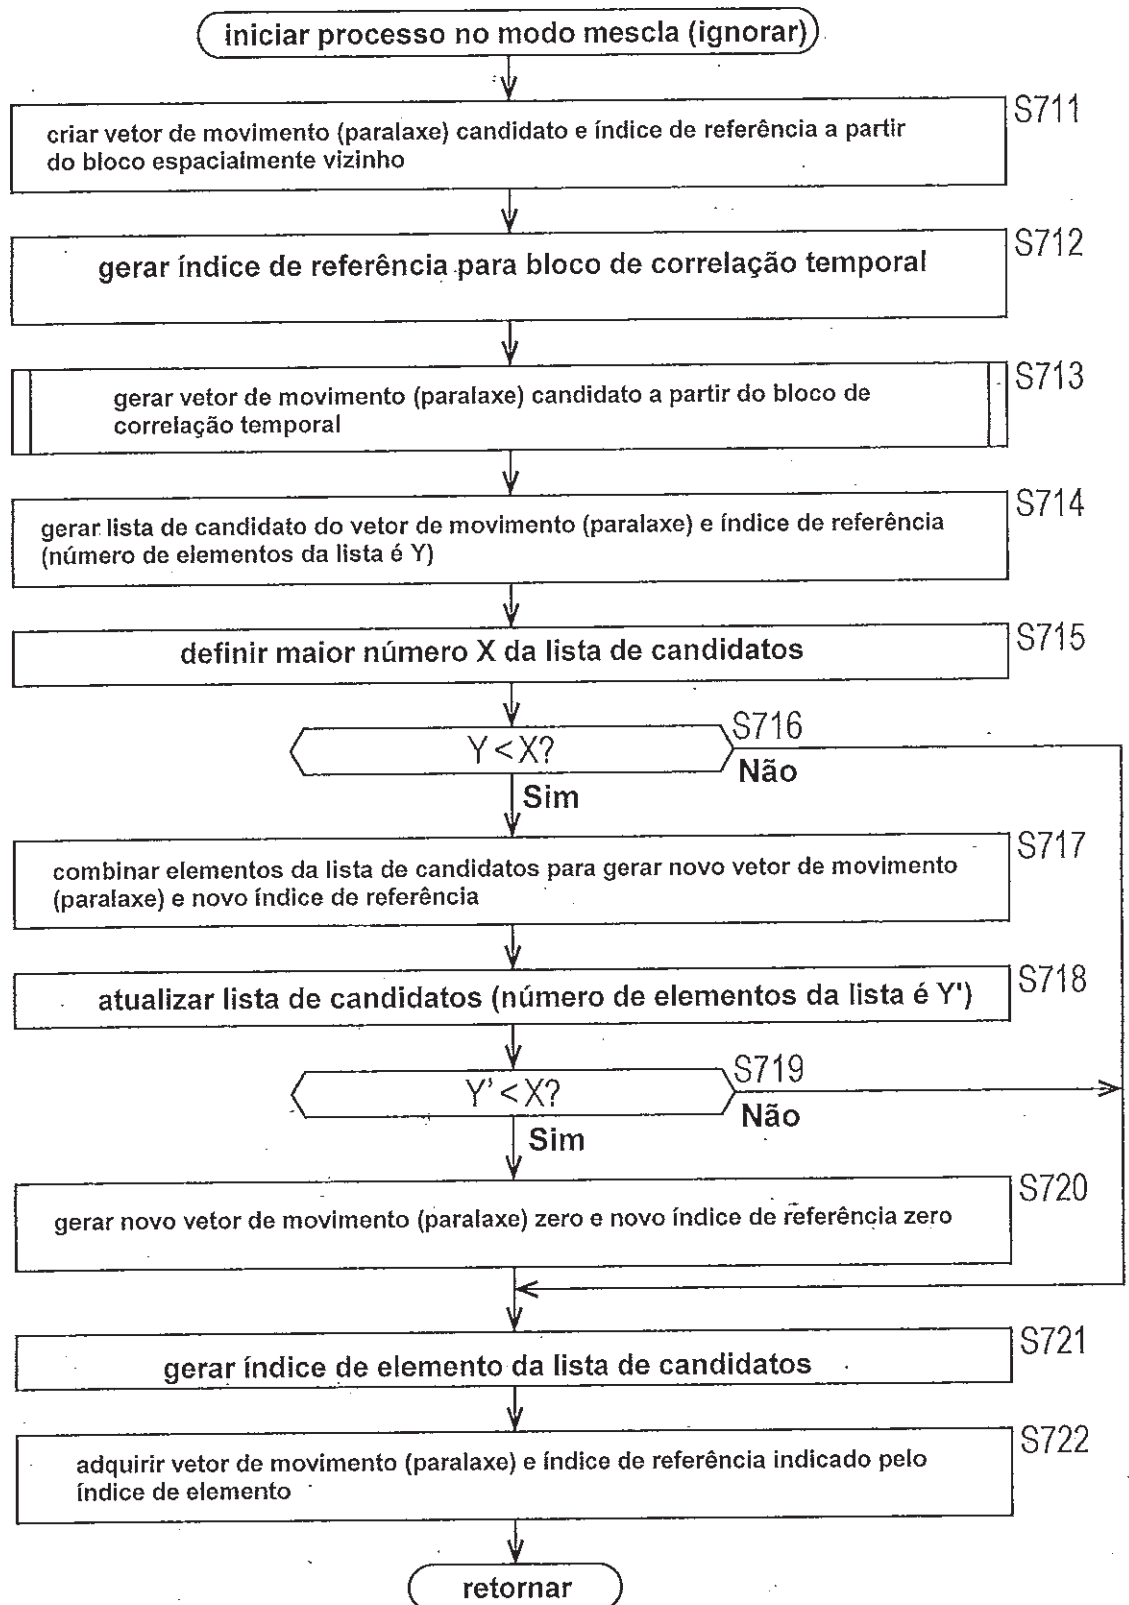 iniciar processo no modo mescla (ignorar)
S711
criar vetor de movimento (paralaxe) candidato e índice de referência a partir
do bloco espacialmente vizinho
S712
gerar índice de referência para bloco de correlação temporal
S713
gerar vetor de movimento (paralaxe) candidato a partir do bloco de
correlação temporal
S714
gerar lista de candidato do vetor de movimento (paralaxe) e índice de referência
(número de elementos da lista é Y)
S715
definir maior número X da lista de candidatos
S716
Y < X?
Não
Sim
S717
combinar elementos da lista de candidatos para gerar novo vetor de movimento
(paralaxe) e novo índice de referência
S718
atualizar lista de candidatos (número de elementos da lista é Y')
S719
Y' < X?
Não
Sim
S720
gerar novo vetor de movimento (paralaxe) zero e novo índice de referência zero
S721
gerar índice de elemento da lista de candidatos
S722
adquirir vetor de movimento (paralaxe) e índice de referência indicado pelo
índice de elemento
retornar